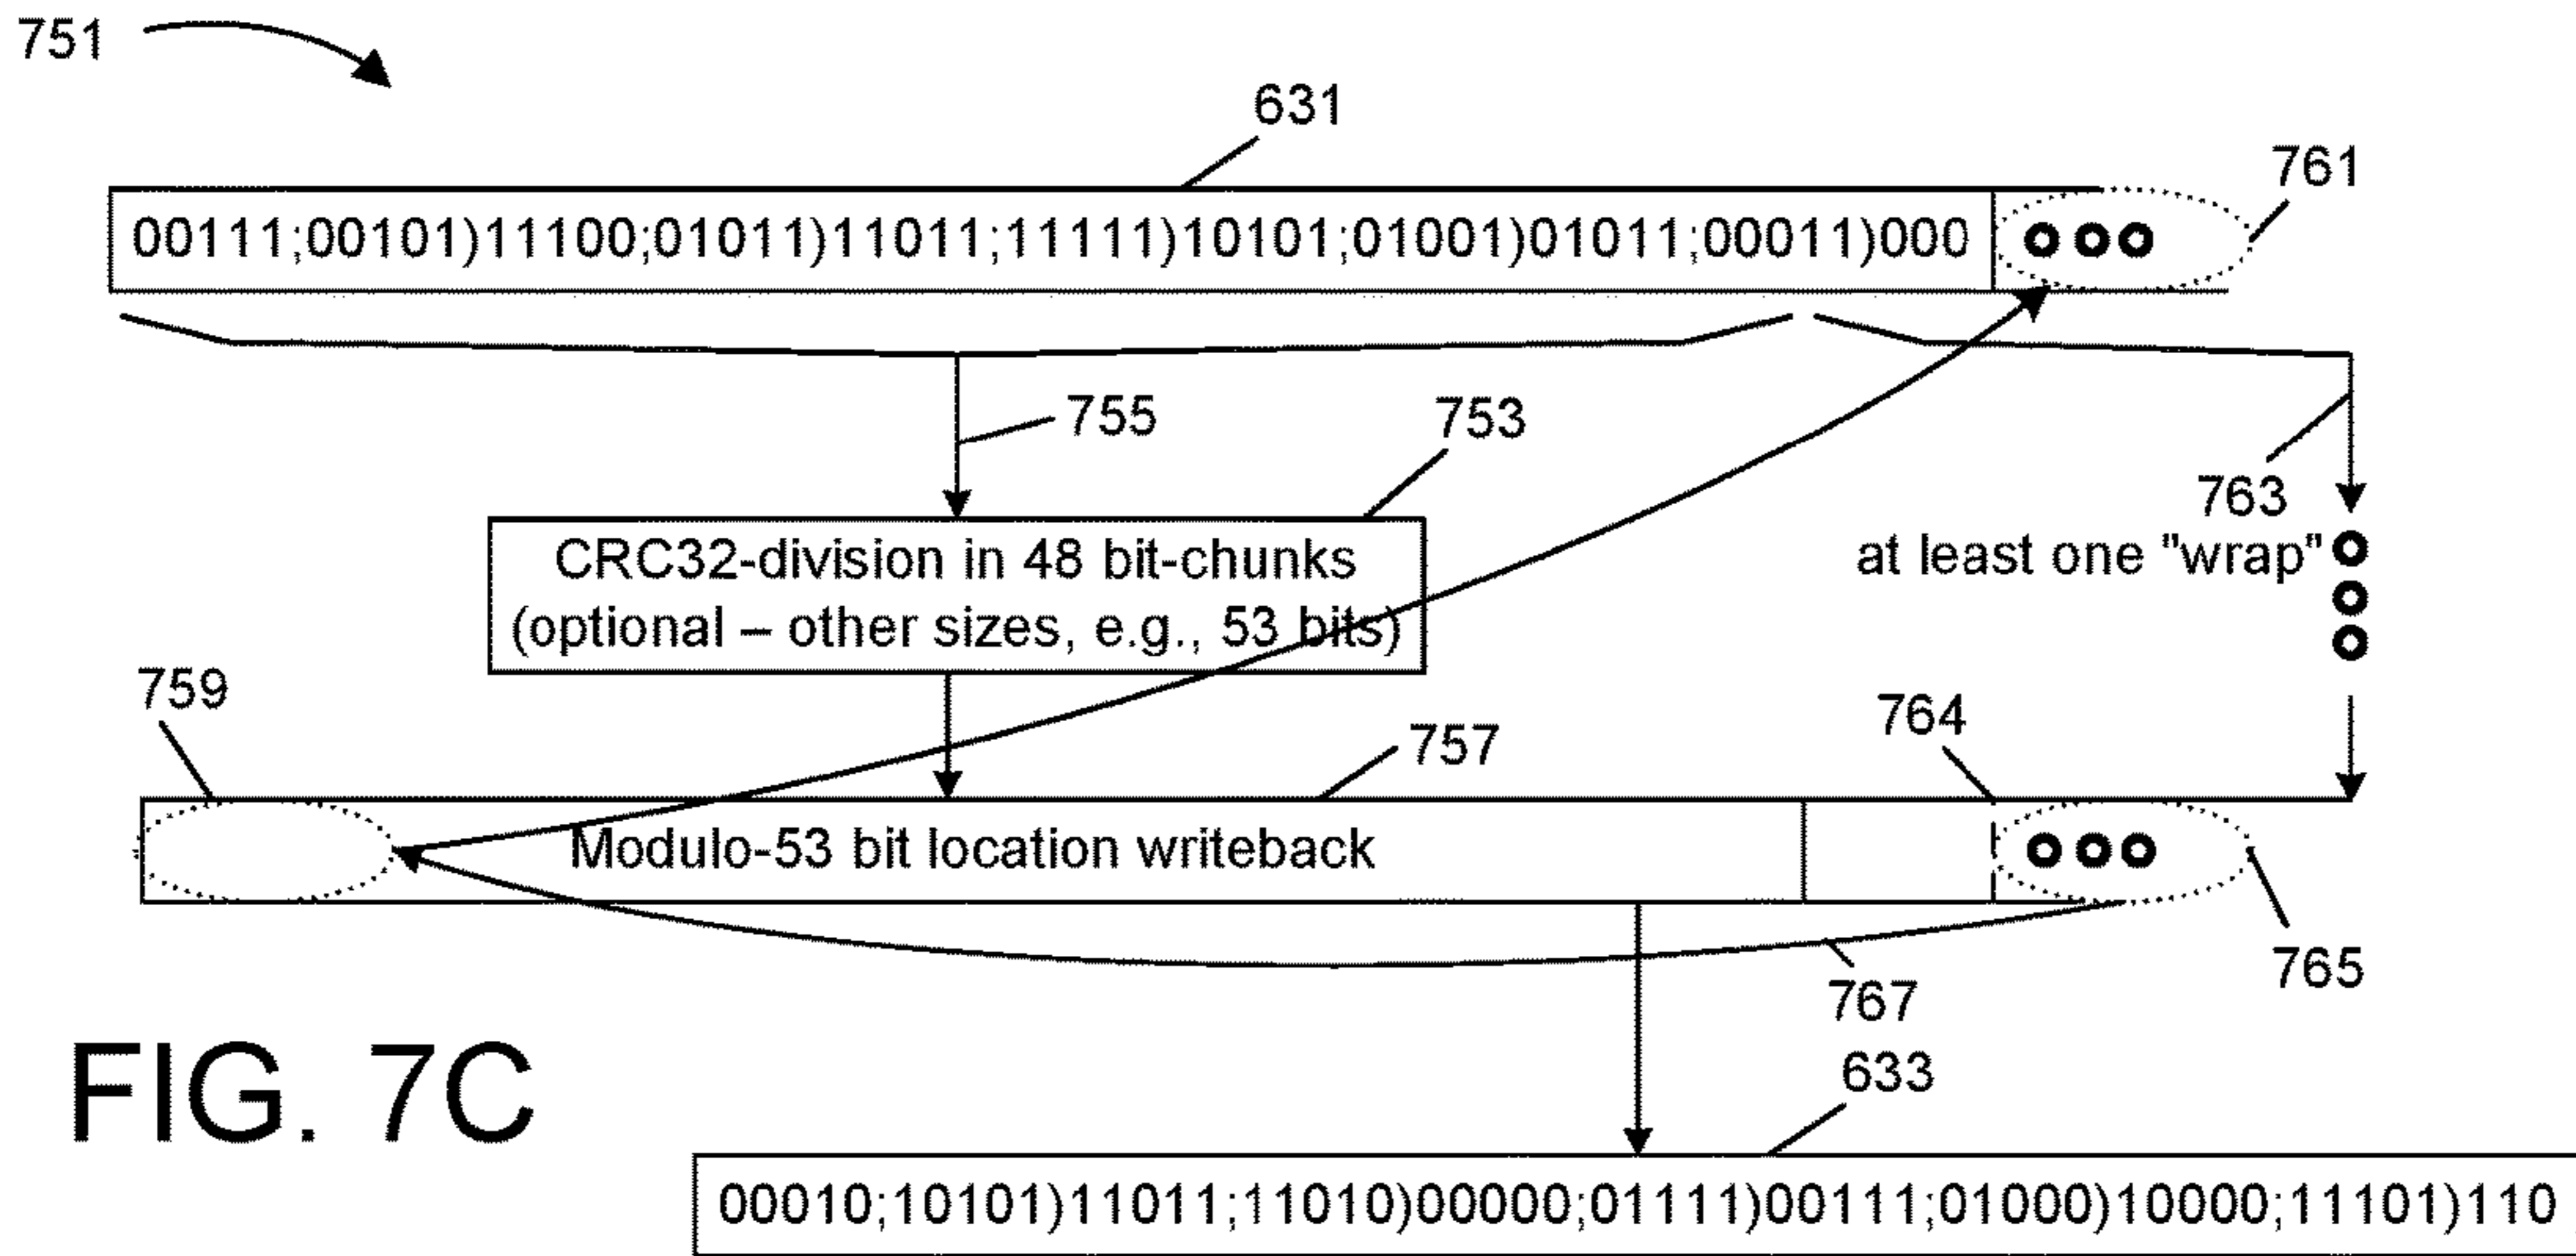 751
631
761
00111;00101)11100;01011)11011;11111)10101;01001)01011;00011)000
755
753
763
CRC32-division in 48 bit-chunks
(optional – other sizes, e.g., 53 bits)
at least one "wrap"
759
757
764
Modulo-53 bit location writeback
765
767
FIG. 7C
633
00010;10101)11011;11010)00000;01111)00111;01000)10000;11101)110